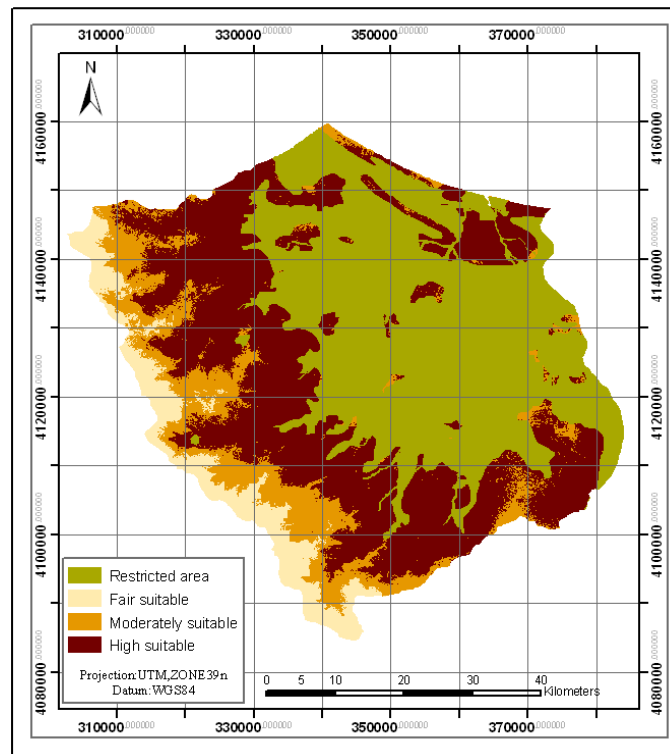 310000.000000 330000.000000 350000.000000 370000.000000
N
4160000.000000 4160000.000000
4140000.000000 4140000.000000
4120000.000000 4120000.000000
4100000.000000 4100000.000000
4080000.000000 4080000.000000
Restricted area
Fair suitable
Moderately suitable
High suitable
Projection:UTM,ZONE39n
Datum:WGS84
0 5 10 20 30 40
Kilometers
310000.000000 330000.000000 350000.000000 370000.000000